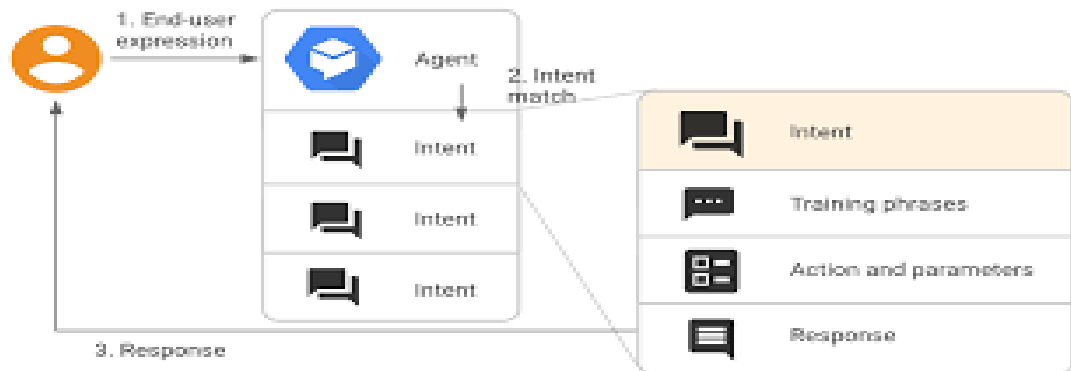 1. End-user
expression
Agent
2. Intent
match
Intent
Intent
Intent
Intent
Training phrases
Action and parameters
Response
3. Response